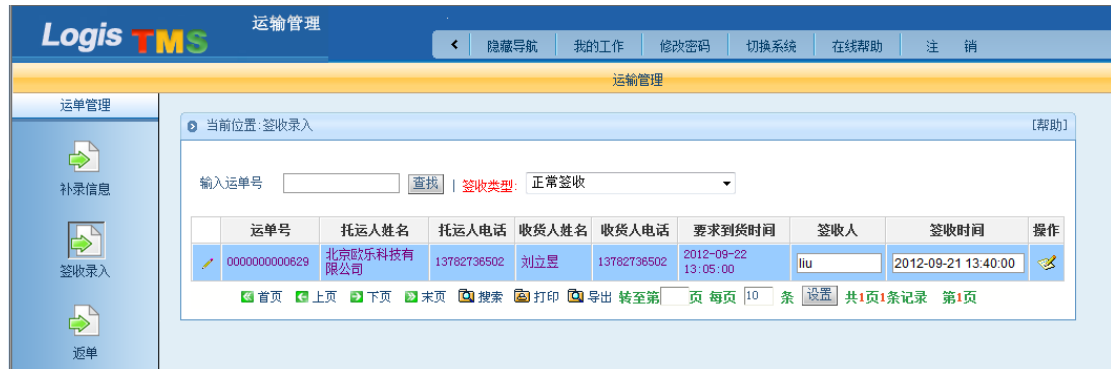 Logis TMS
运输管理
隐藏导航 我的工作 修改密码 切换系统 在线帮助 注 销
运输管理
运单管理
补录信息
签收录入
返单
当前位置:签收录入 [帮助]
输入运单号 查找 | 签收类型: 正常签收
运单号 托运人姓名 托运人电话 收货人姓名 收货人电话 要求到货时间 签收人 签收时间 操作
0000000000629 北京欧乐科技有限公司 13782736502 刘立昱 13782736502 2012-09-22 13:05:00 liu 2012-09-21 13:40:00
首页 上页 下页 末页 搜索 打印 导出 转至第 页 每页 10 条 设置 共1页1条记录 第1页